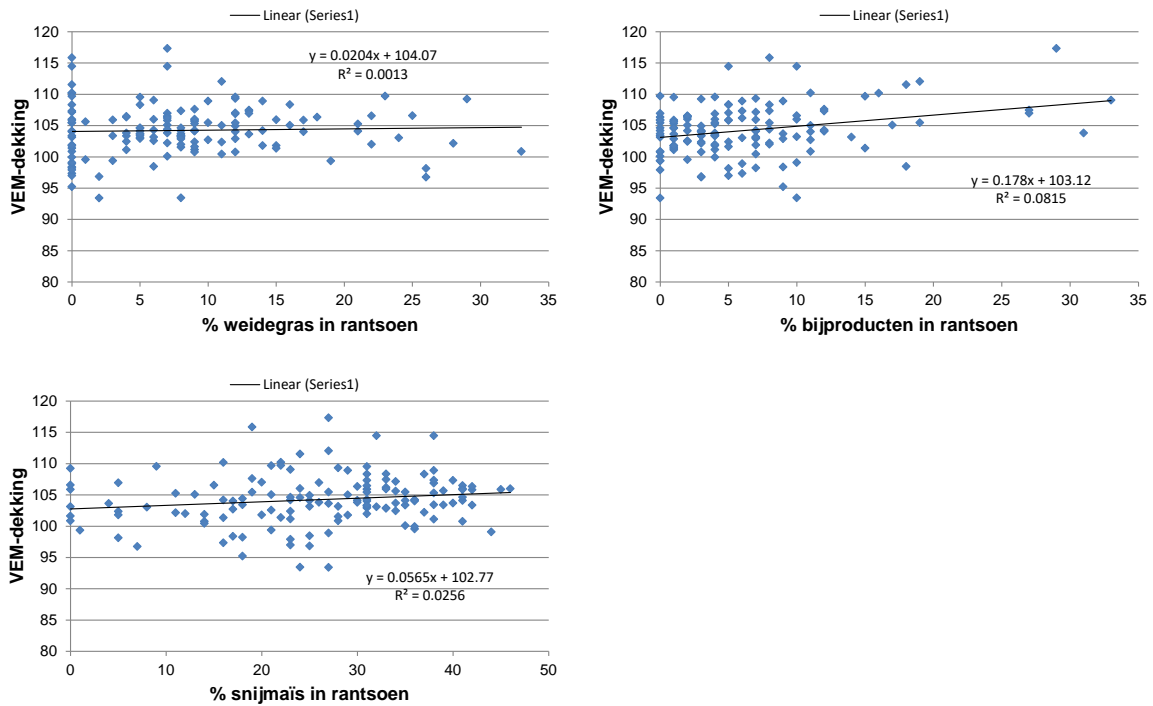 Linear (Series1)
120
115
110
105
100
95
90
85
80
VEM-dekking
y = 0.0204x + 104.07
R² = 0.0013
0 5 10 15 20 25 30 35
% weidegras in rantsoen
Linear (Series1)
120
115
110
105
100
95
90
85
80
VEM-dekking
y = 0.178x + 103.12
R² = 0.0815
0 5 10 15 20 25 30 35
% bijproducten in rantsoen
Linear (Series1)
120
115
110
105
100
95
90
85
80
VEM-dekking
y = 0.0565x + 102.77
R² = 0.0256
0 10 20 30 40 50
% snijmaïs in rantsoen